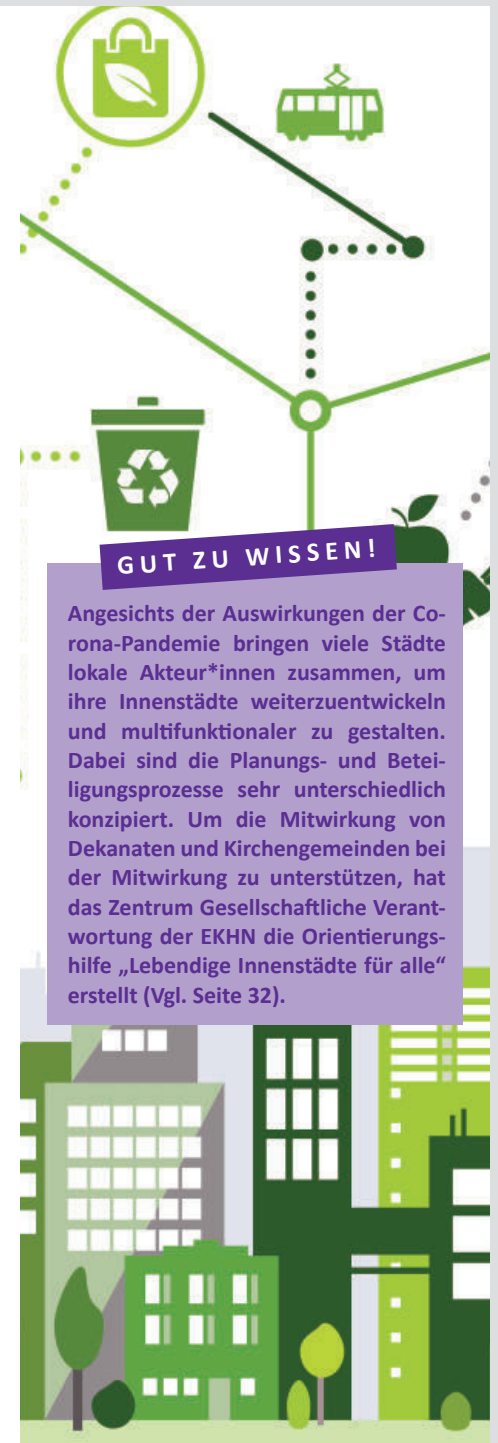 GUT ZU WISSEN!
Angesichts der Auswirkungen der Co-
rona-Pandemie bringen viele Städte
lokale Akteur*innen zusammen, um
ihre Innenstädte weiterzuentwickeln
und multifunktionaler zu gestalten.
Dabei sind die Planungs- und Betei-
ligungsprozesse sehr unterschiedlich
konzipiert. Um die Mitwirkung von
Dekanaten und Kirchengemeinden bei
der Mitwirkung zu unterstützen, hat
das Zentrum Gesellschaftliche Verant-
wortung der EKHN die Orientierungs-
hilfe „Lebendige Innenstädte für alle“
erstellt (Vgl. Seite 32).